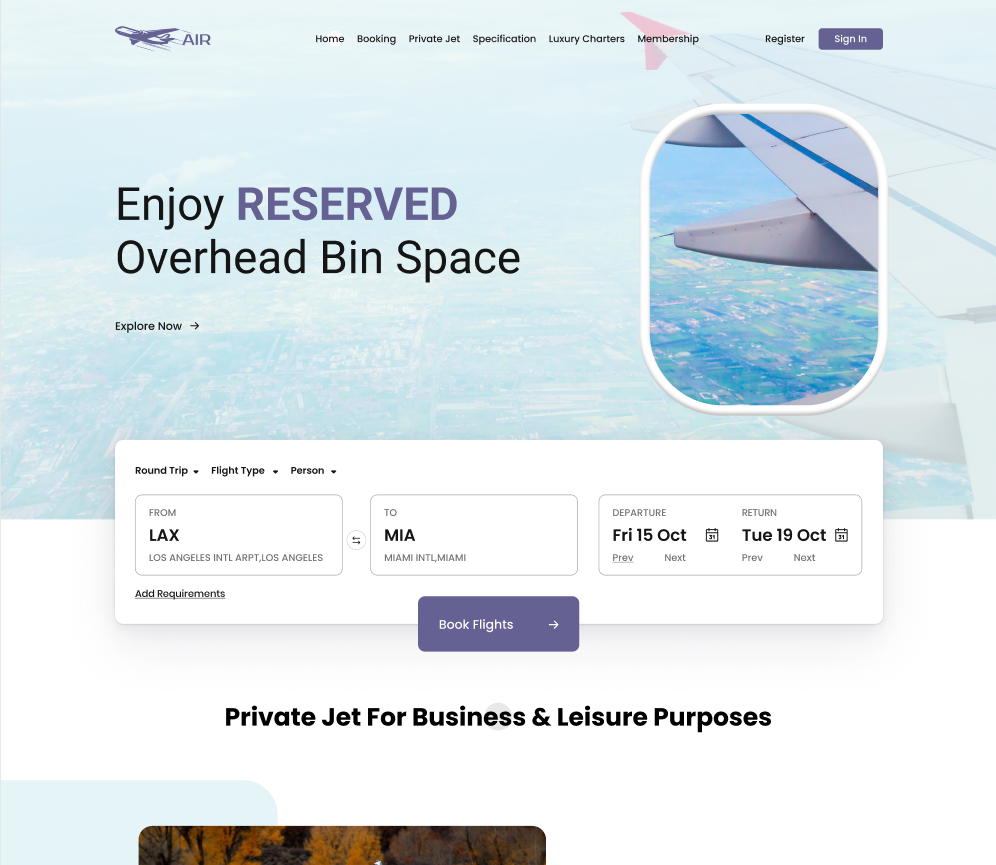 AIR
Home Booking Private Jet Specification Luxury Charters Membership Register Sign In
Enjoy RESERVED
Overhead Bin Space
Explore Now
Round Trip Flight Type Person
FROM
LAX
LOS ANGELES INTL ARPT,LOS ANGELES
TO
MIA
MIAMI INTL,MIAMI
DEPARTURE RETURN
Fri 15 Oct 31 Tue 19 Oct 31
Prev Next Prev Next
Add Requirements
Book Flights
Private Jet For Business & Leisure Purposes